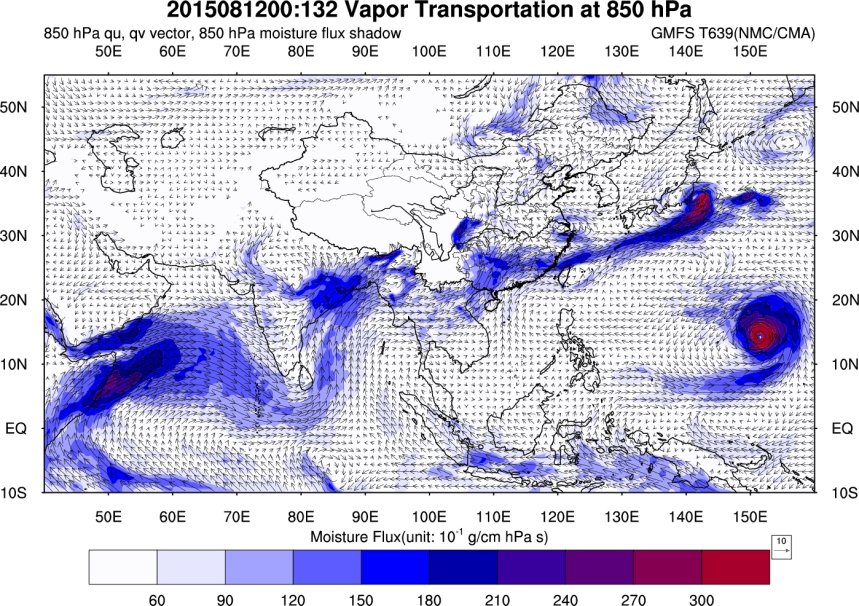 2015081200:132 Vapor Transportation at 850 hPa
850 hPa qu, qv vector, 850 hPa moisture flux shadow GMFS T639(NMC/CMA)
50E 60E 70E 80E 90E 100E 110E 120E 130E 140E 150E
50N 50N
40N 40N
30N 30N
20N 20N
10N 10N
EQ EQ
10S 10S
50E 60E 70E 80E 90E 100E 110E 120E 130E 140E 150E
Moisture Flux(unit: 10⁻¹ g/cm hPa s)
10
60 90 120 150 180 210 240 270 300